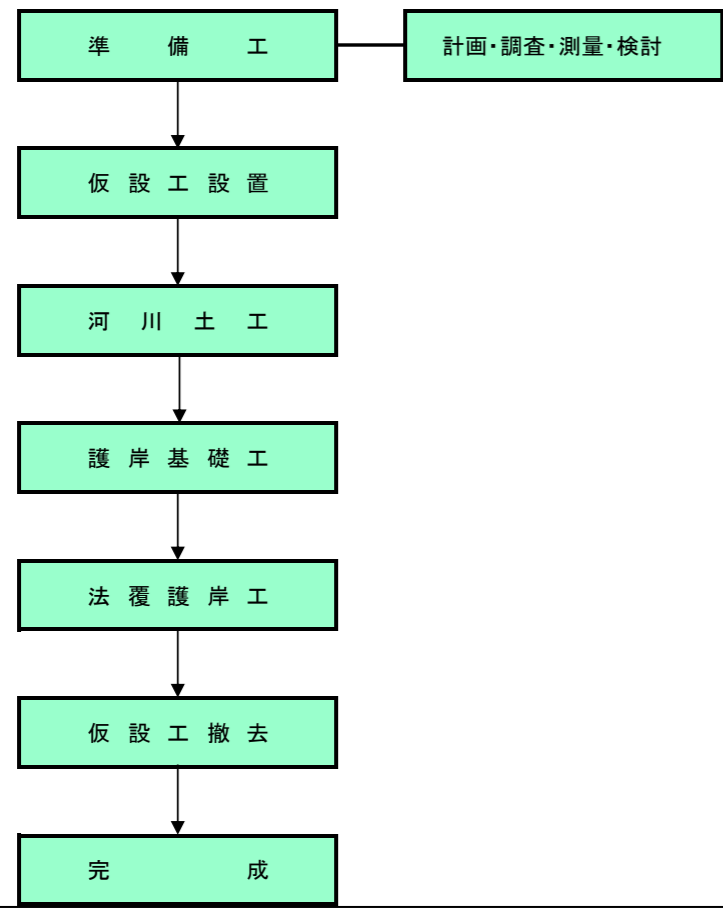 準備工
計画・調査・測量・検討
仮設工設置
河川土工
護岸基礎工
法覆護岸工
仮設工撤去
完成